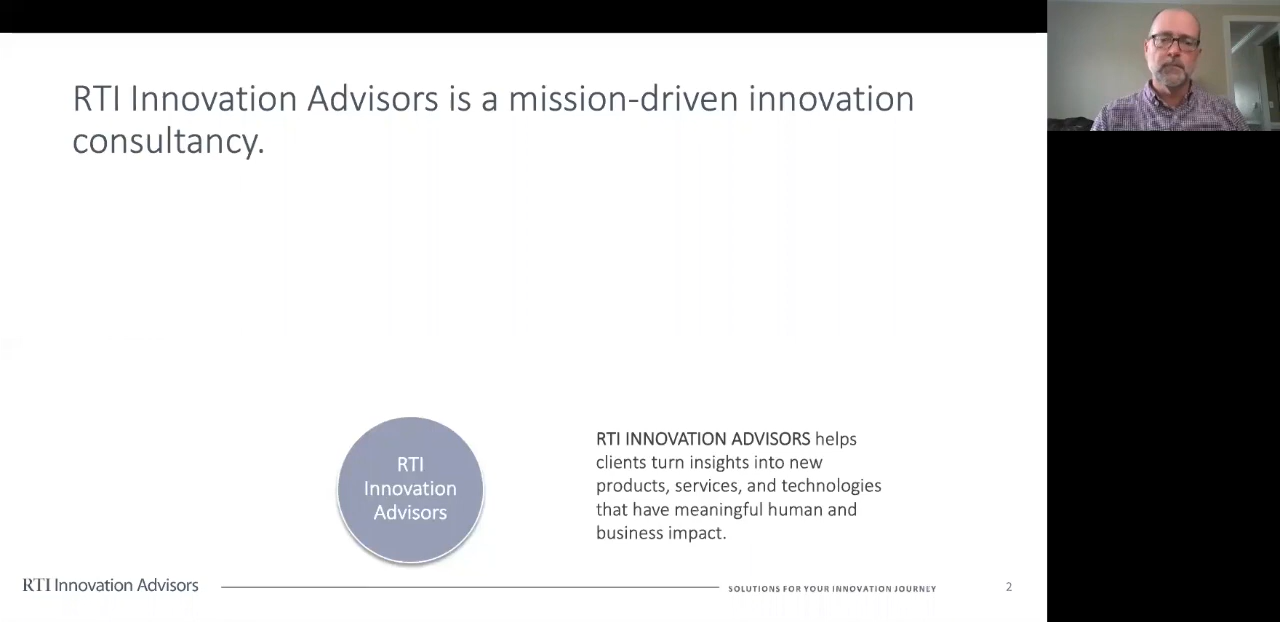 RTI Innovation Advisors is a mission-driven innovation
consultancy.
RTI
Innovation
Advisors
RTI INNOVATION ADVISORS helps
clients turn insights into new
products, services, and technologies
that have meaningful human and
business impact.
RTI Innovation Advisors
SOLUTIONS FOR YOUR INNOVATION JOURNEY
2